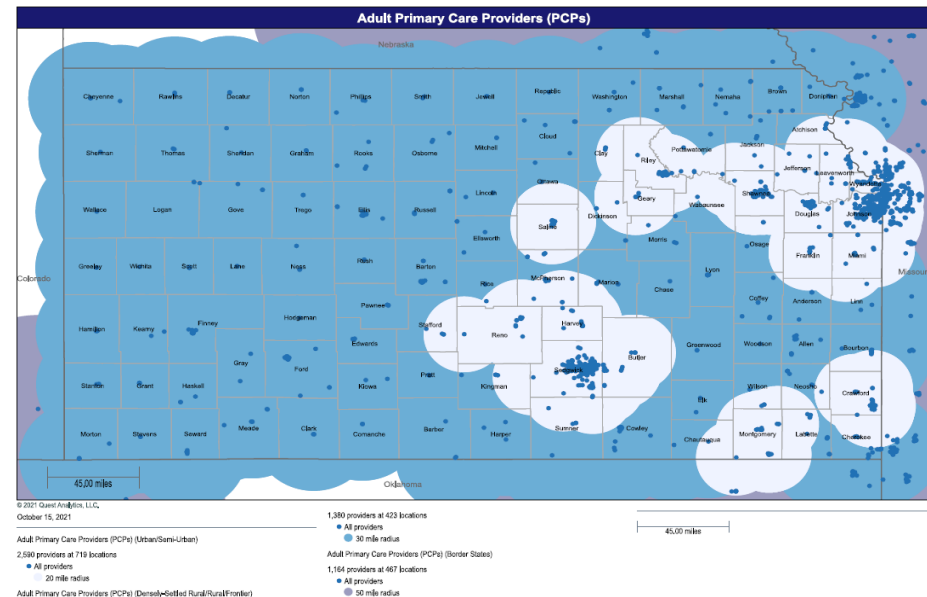 Adult Primary Care Providers (PCPs)
Nebraska
Cheyenne Rawlins Decatur Norton Phillips Smith Jewell Republic Washington Marshall Nemaha Brown Doniphan
Atchison
Sherman Thomas Sheridan Graham Rooks Osborne Mitchell Cloud Clay Riley Pottawatomie Jackson Jefferson Leavenworth
Wyandotte
Wallace Logan Gove Trego Ellis Russell Lincoln Ottawa Saline Dickinson Geary Wabaunsee Shawnee Douglas Johnson
Ellsworth Morris Osage Franklin Miami
Colorado
Greeley Wichita Scott Lane Ness Rush Barton Rice McPherson Marion Chase Lyon Coffey Anderson Linn
Missouri
Hamilton Kearny Finney Hodgeman Pawnee Stafford Reno Harvey Butler Greenwood Woodson Allen Bourbon
Gray Ford Edwards
Stanton Grant Haskell Kiowa Pratt Kingman Sedgwick Elk Wilson Neosho Crawford
Morton Stevens Seward Meade Clark Comanche Barber Harper Sumner Cowley Chautauqua Montgomery Labette Cherokee
45.00 miles
Oklahoma
© 2021 Quest Analytics, LLC.
October 15, 2021
Adult Primary Care Providers (PCPs) (Urban/Semi-Urban)
2,590 providers at 719 locations
All providers
20 mile radius
Adult Primary Care Providers (PCPs) (Densely-Settled Rural/Rural/Frontier)
1,380 providers at 423 locations
All providers
30 mile radius
Adult Primary Care Providers (PCPs) (Border States)
1,164 providers at 467 locations
All providers
50 mile radius
45.00 miles